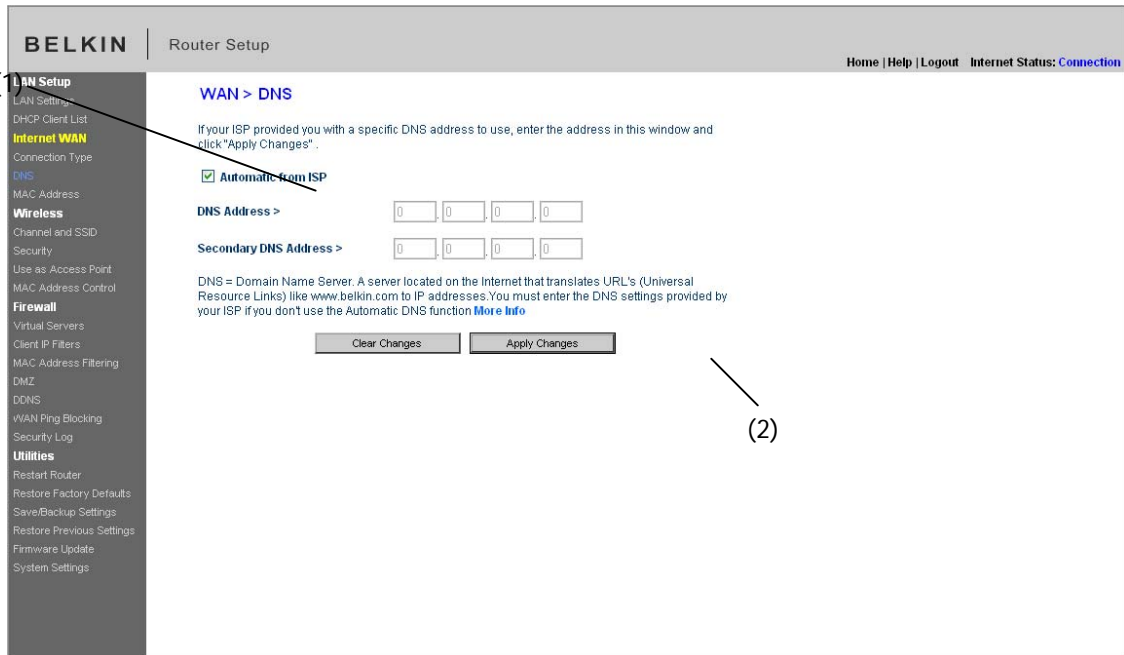 BELKIN
Router Setup
Home | Help | Logout Internet Status: Connection
(1)
LAN Setup
LAN Settings
DHCP Client List
Internet WAN
Connection Type
DNS
MAC Address
Wireless
Channel and SSID
Security
Use as Access Point
MAC Address Control
Firewall
Virtual Servers
Client IP Filters
MAC Address Filtering
DMZ
DDNS
WAN Ping Blocking
Security Log
Utilities
Restart Router
Restore Factory Defaults
Save/Backup Settings
Restore Previous Settings
Firmware Update
System Settings
WAN > DNS
If your ISP provided you with a specific DNS address to use, enter the address in this window and
click "Apply Changes" .
Automatic from ISP
DNS Address > 0 . 0 . 0 . 0
Secondary DNS Address > 0 . 0 . 0 . 0
DNS = Domain Name Server. A server located on the Internet that translates URL's (Universal
Resource Links) like www.belkin.com to IP addresses.You must enter the DNS settings provided by
your ISP if you don't use the Automatic DNS function More Info
Clear Changes Apply Changes
(2)